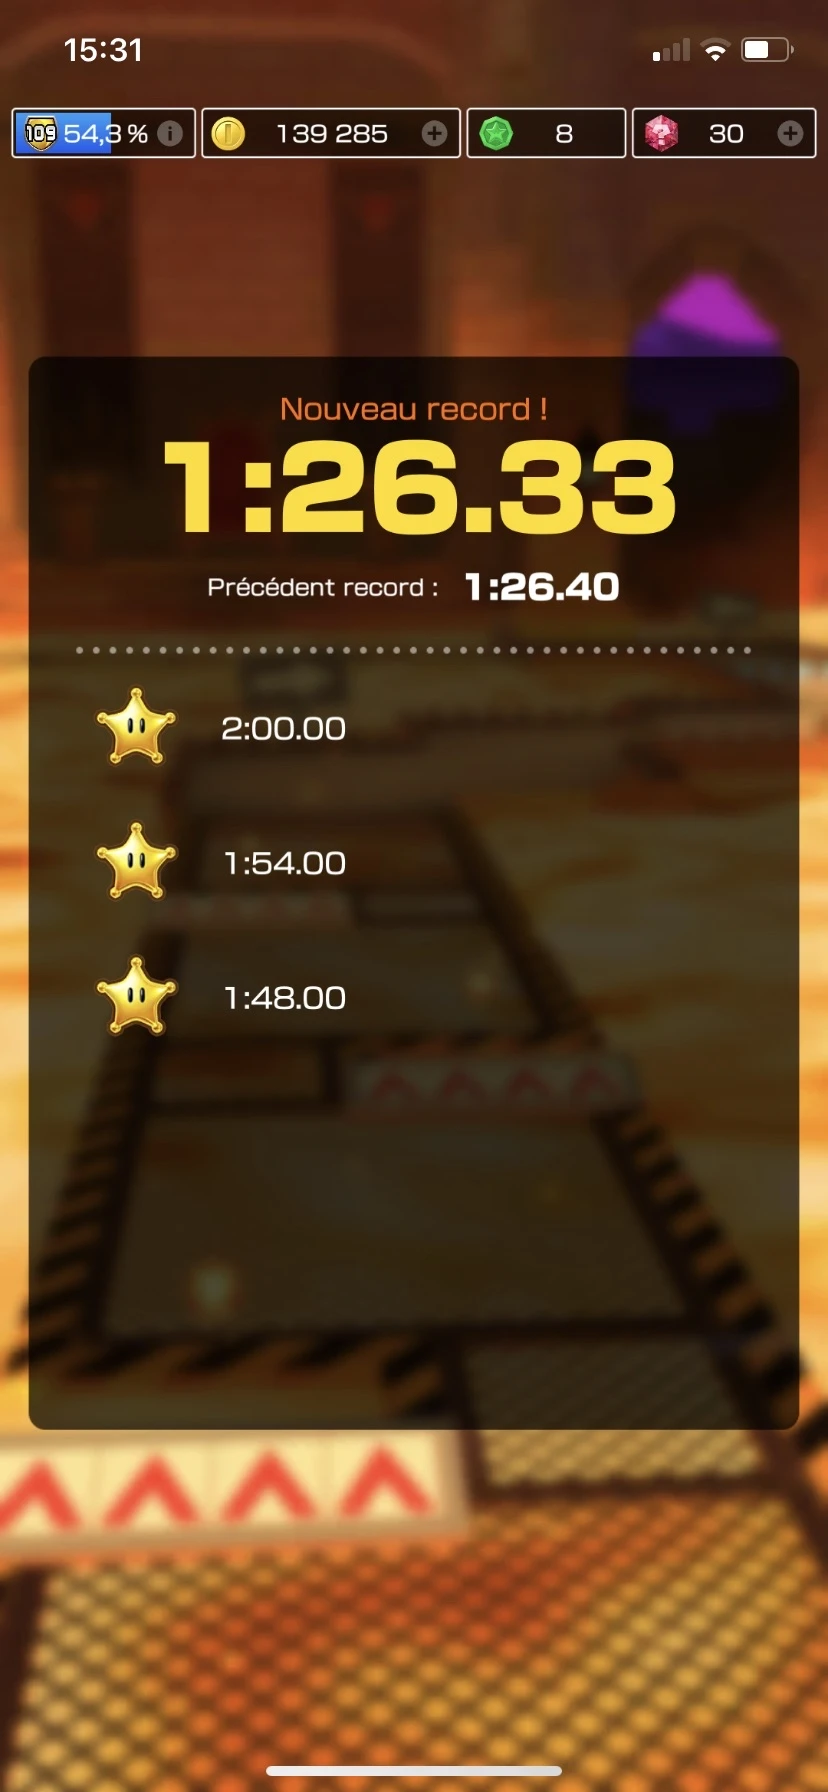 15:31
109 54,3 % i 139 285 + 8 30 +
Nouveau record !
1:26.33
Précédent record : 1:26.40
2:00.00
1:54.00
1:48.00